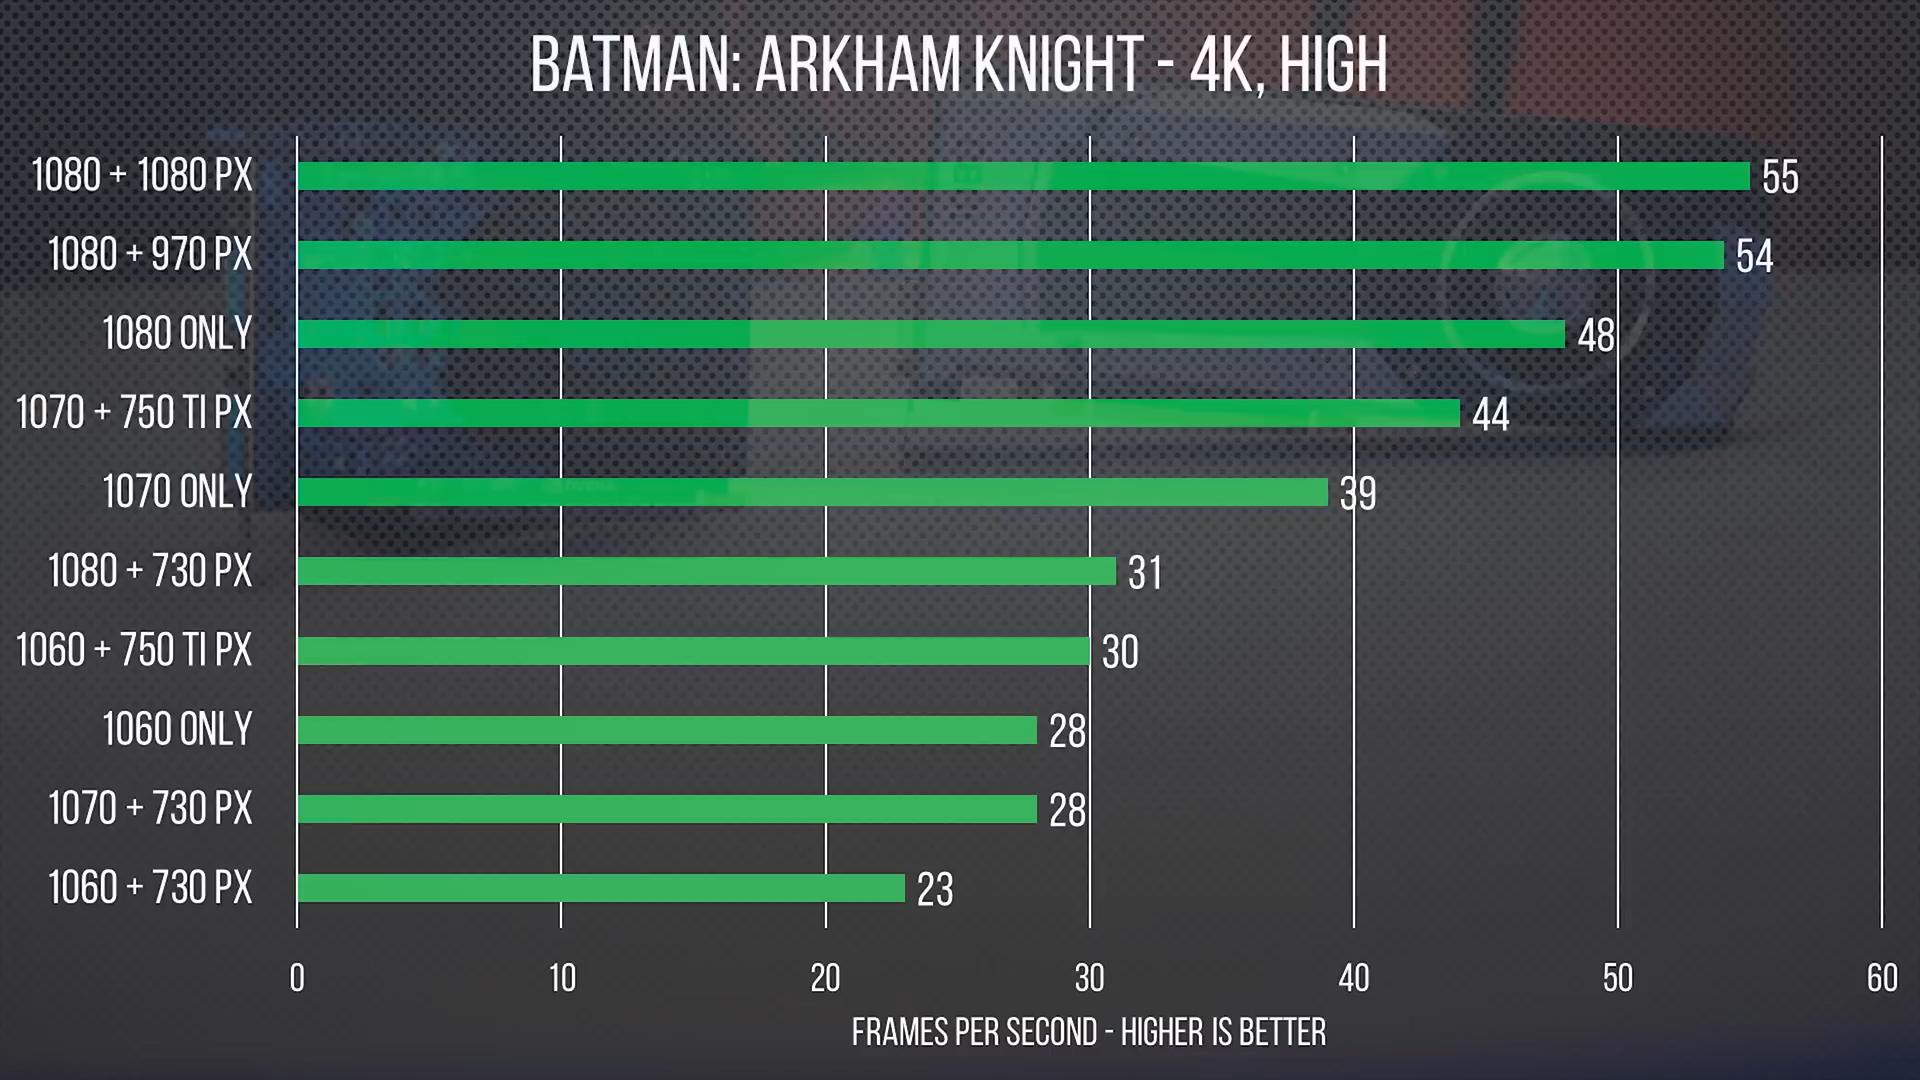 BATMAN: ARKHAM KNIGHT - 4K, HIGH
1080 + 1080 PX 55
1080 + 970 PX 54
1080 ONLY 48
1070 + 750 TI PX 44
1070 ONLY 39
1080 + 730 PX 31
1060 + 750 TI PX 30
1060 ONLY 28
1070 + 730 PX 28
1060 + 730 PX 23
0 10 20 30 40 50 60
FRAMES PER SECOND - HIGHER IS BETTER